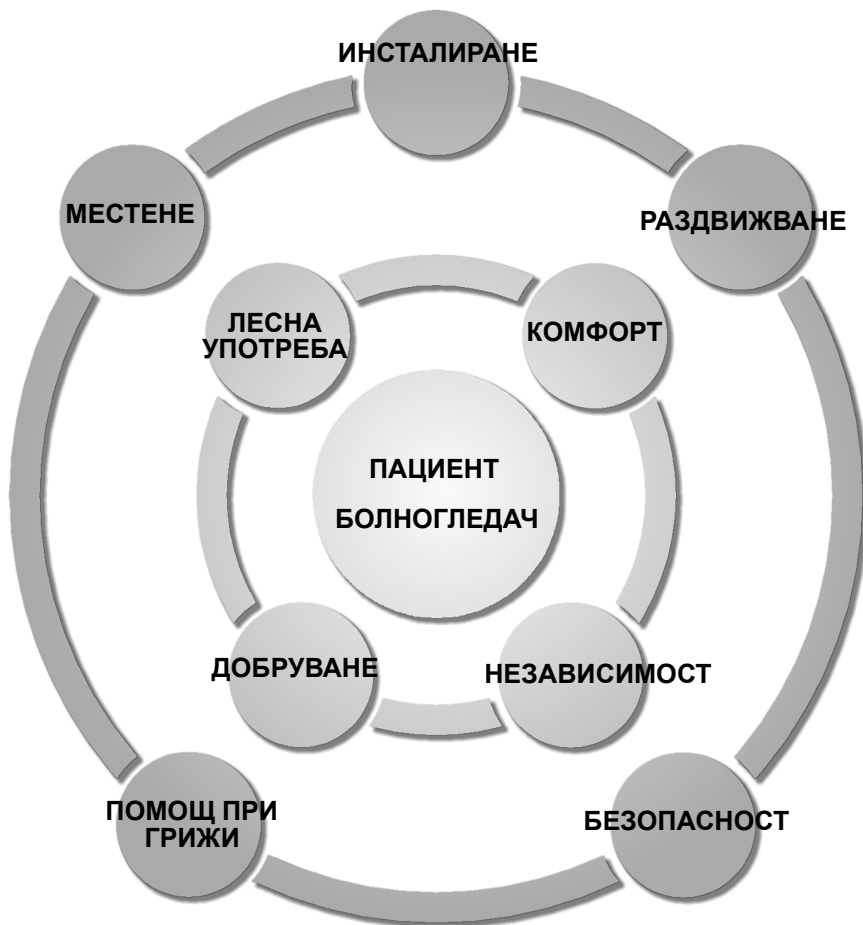 ИНСТАЛИРАНЕ
МЕСТЕНЕ
РАЗДВИЖВАНЕ
ЛЕСНА
УПОТРЕБА
КОМФОРТ
ПАЦИЕНТ
БОЛНОГЛЕДАЧ
ДОБРУВАНЕ
НЕЗАВИСИМОСТ
ПОМОЩ ПРИ
ГРИЖИ
БЕЗОПАСНОСТ